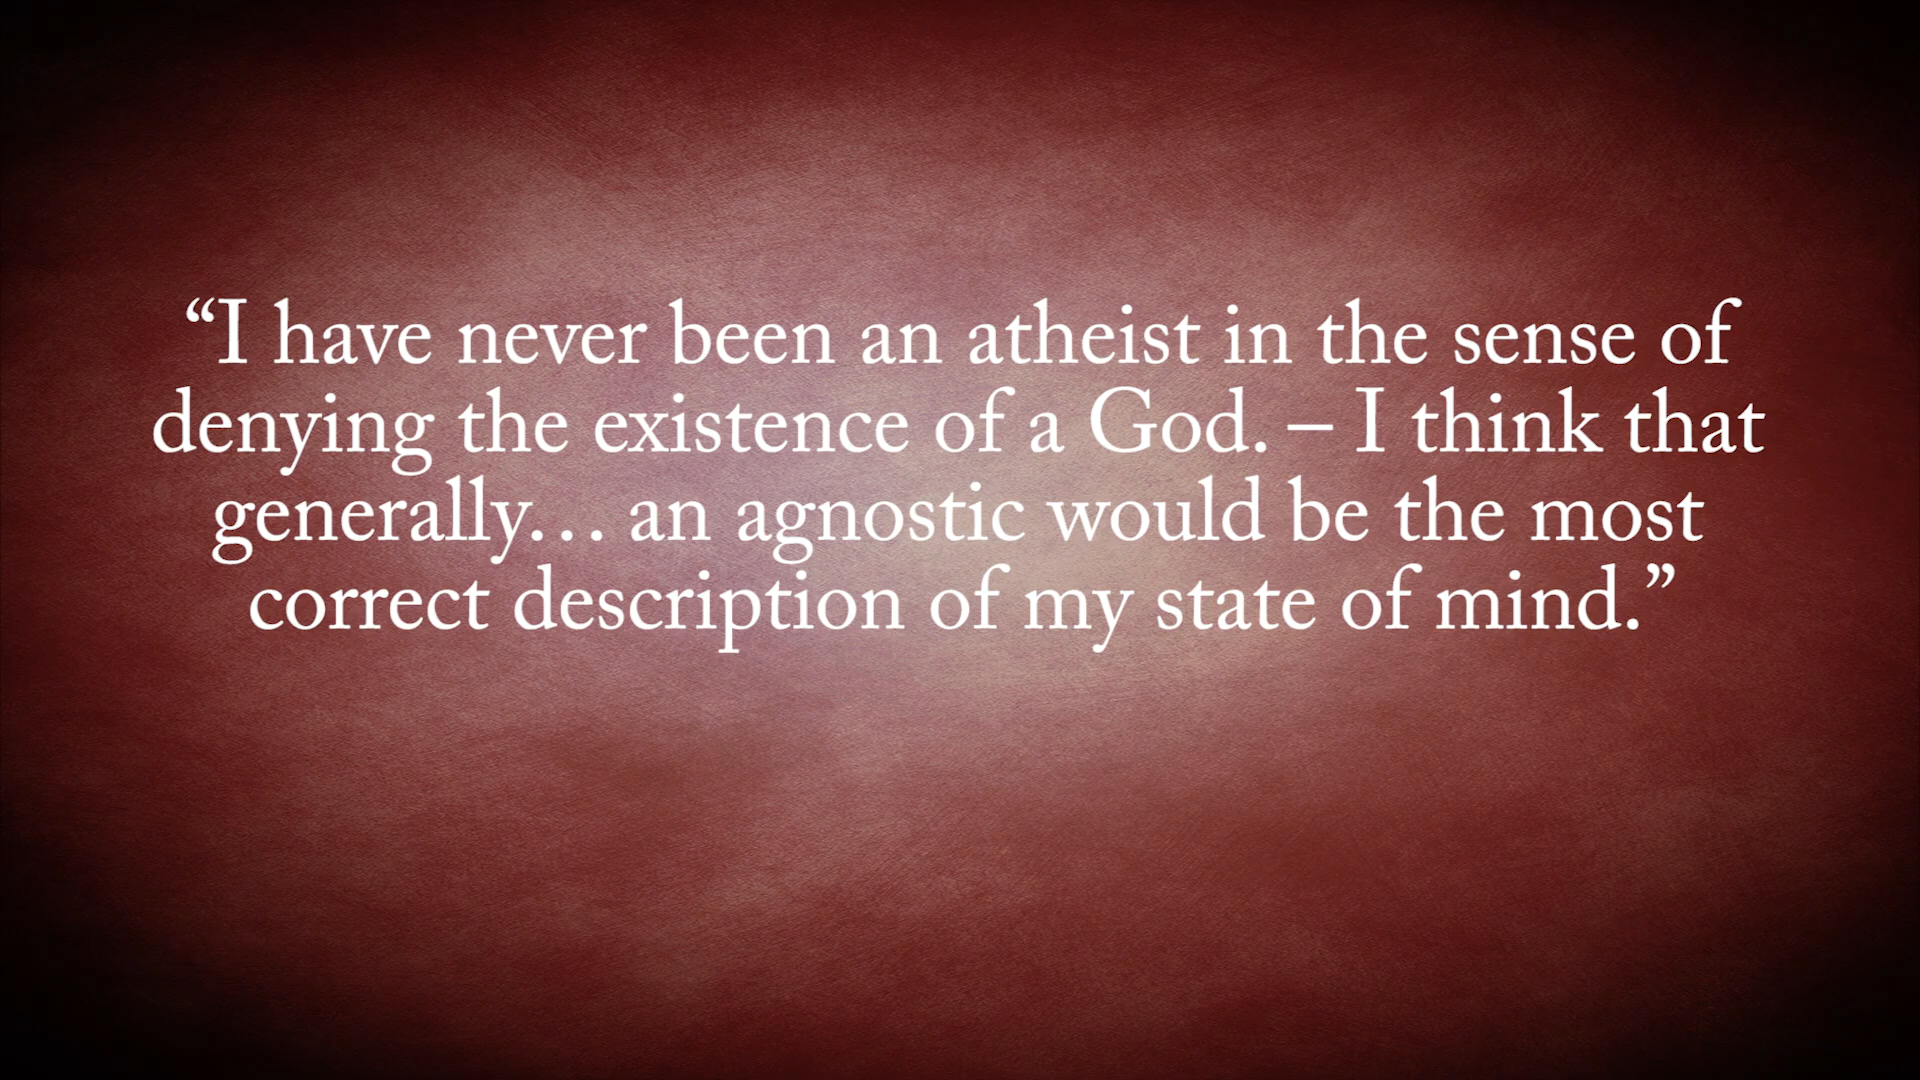 “I have never been an atheist in the sense of
denying the existence of a God. – I think that
generally… an agnostic would be the most
correct description of my state of mind.”